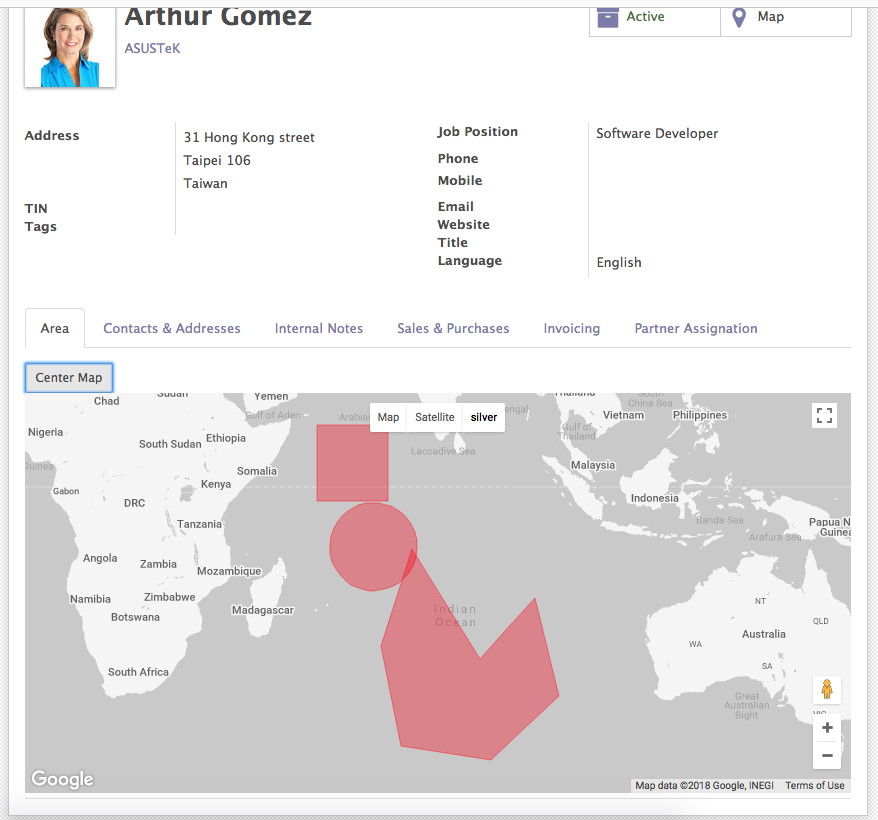 Arthur Gomez
ASUSTeK
Active
Map
Address
31 Hong Kong street
Taipei 106
Taiwan
TIN
Tags
Job Position
Software Developer
Phone
Mobile
Email
Website
Title
Language
English
Area
Contacts & Addresses
Internal Notes
Sales & Purchases
Invoicing
Partner Assignation
Center Map
Map
Satellite
silver
Chad
Sudan
Yemen
Gulf of Aden
Arabia
Nigeria
South Sudan
Ethiopia
Laccadive Sea
Somalia
Guinea
Gabon
Kenya
DRC
Tanzania
Angola
Zambia
Mozambique
Namibia
Zimbabwe
Botswana
Madagascar
South Africa
Indian
Ocean
Thailand
South
China Sea
Vietnam
Philippines
Gulf of
Thailand
Malaysia
Indonesia
Banda Sea
Arafura Sea
Papua N
Guinea
NT
QLD
Australia
WA
SA
Great
Australian
Bight
VIC
+
−
Google
Map data ©2018 Google, INEGI
Terms of Use